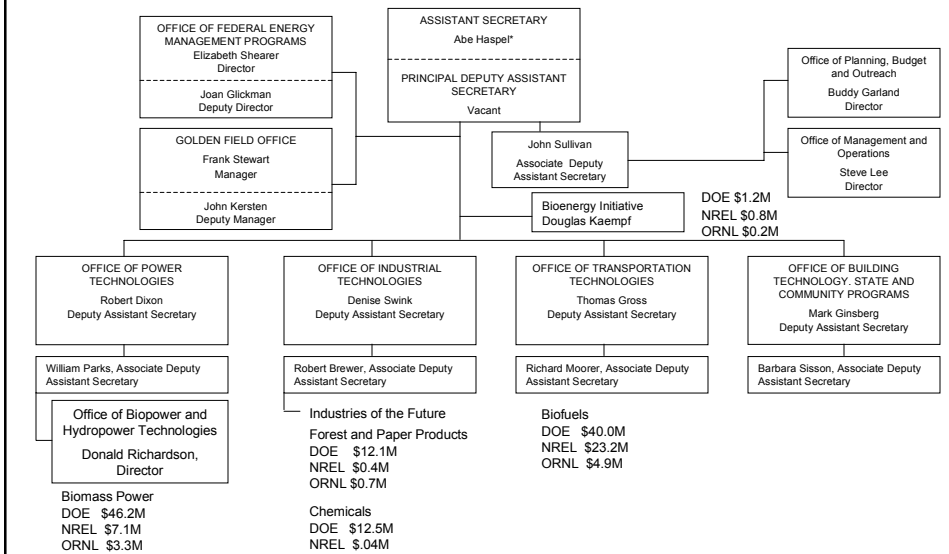 OFFICE OF FEDERAL ENERGY
MANAGEMENT PROGRAMS
Elizabeth Shearer
Director
Joan Glickman
Deputy Director
GOLDEN FIELD OFFICE
Frank Stewart
Manager
John Kersten
Deputy Manager
ASSISTANT SECRETARY
Abe Haspel*
PRINCIPAL DEPUTY ASSISTANT
SECRETARY
Vacant
John Sullivan
Associate Deputy
Assistant Secretary
Office of Planning, Budget
and Outreach
Buddy Garland
Director
Office of Management and
Operations
Steve Lee
Director
Bioenergy Initiative
Douglas Kaempf
DOE $1.2M
NREL $0.8M
ORNL $0.2M
OFFICE OF POWER
TECHNOLOGIES
Robert Dixon
Deputy Assistant Secretary
William Parks, Associate Deputy
Assistant Secretary
Office of Biopower and
Hydropower Technologies
Donald Richardson,
Director
Biomass Power
DOE $46.2M
NREL $7.1M
ORNL $3.3M
OFFICE OF INDUSTRIAL
TECHNOLOGIES
Denise Swink
Deputy Assistant Secretary
Robert Brewer, Associate Deputy
Assistant Secretary
Industries of the Future
Forest and Paper Products
DOE $12.1M
NREL $0.4M
ORNL $0.7M
Chemicals
DOE $12.5M
NREL $.04M
OFFICE OF TRANSPORTATION
TECHNOLOGIES
Thomas Gross
Deputy Assistant Secretary
Richard Moorer, Associate Deputy
Assistant Secretary
Biofuels
DOE $40.0M
NREL $23.2M
ORNL $4.9M
OFFICE OF BUILDING
TECHNOLOGY. STATE AND
COMMUNITY PROGRAMS
Mark Ginsberg
Deputy Assistant Secretary
Barbara Sisson, Associate Deputy
Assistant Secretary